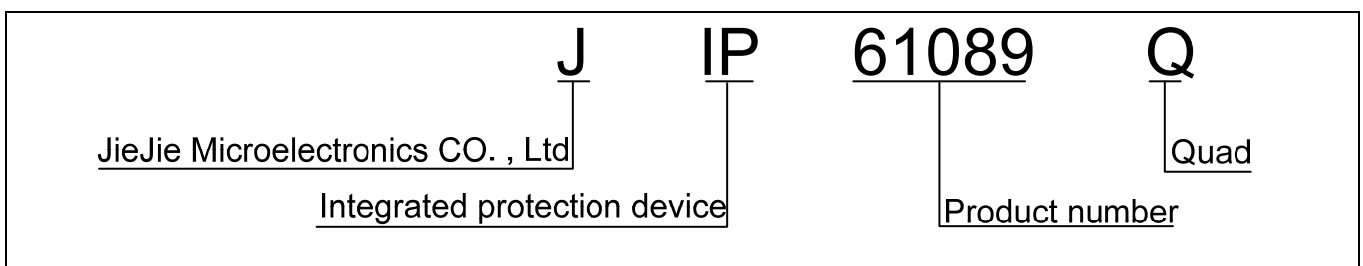 J IP 61089 Q
JieJie Microelectronics CO. , Ltd
Quad
Integrated protection device
Product number